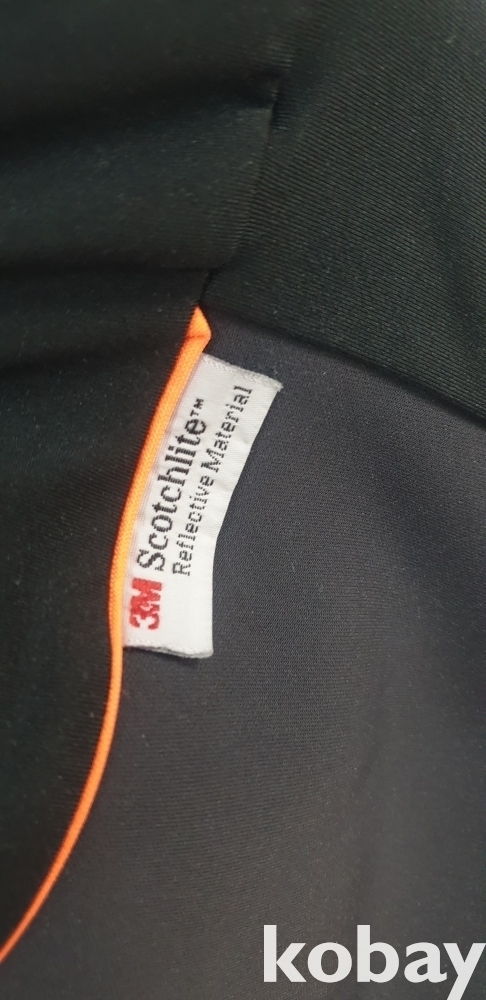 3M Scotchlite™
Reflective Material
kobay